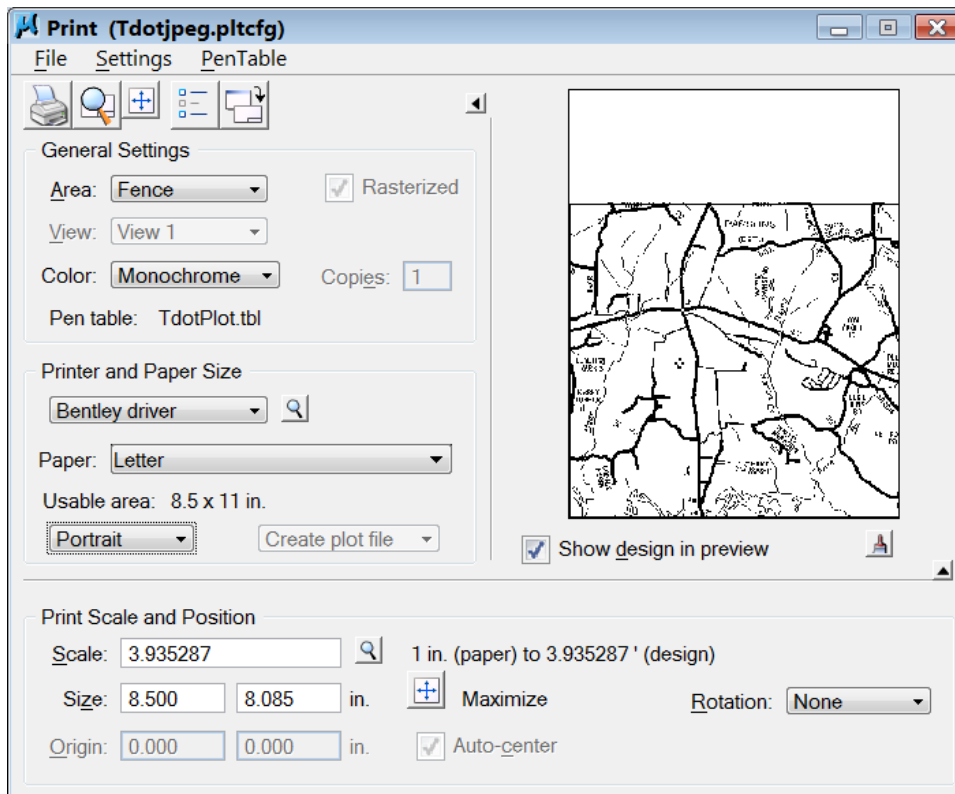 Print (Tdotjpeg.pltcfg)
File Settings PenTable
General Settings
Area: Fence Rasterized
View: View 1
Color: Monochrome Copies: 1
Pen table: TdotPlot.tbl
Printer and Paper Size
Bentley driver
Paper: Letter
Usable area: 8.5 x 11 in.
Portrait Create plot file
Show design in preview
Print Scale and Position
Scale: 3.935287 1 in. (paper) to 3.935287 ' (design)
Size: 8.500 8.085 in. Maximize Rotation: None
Origin: 0.000 0.000 in. Auto-center